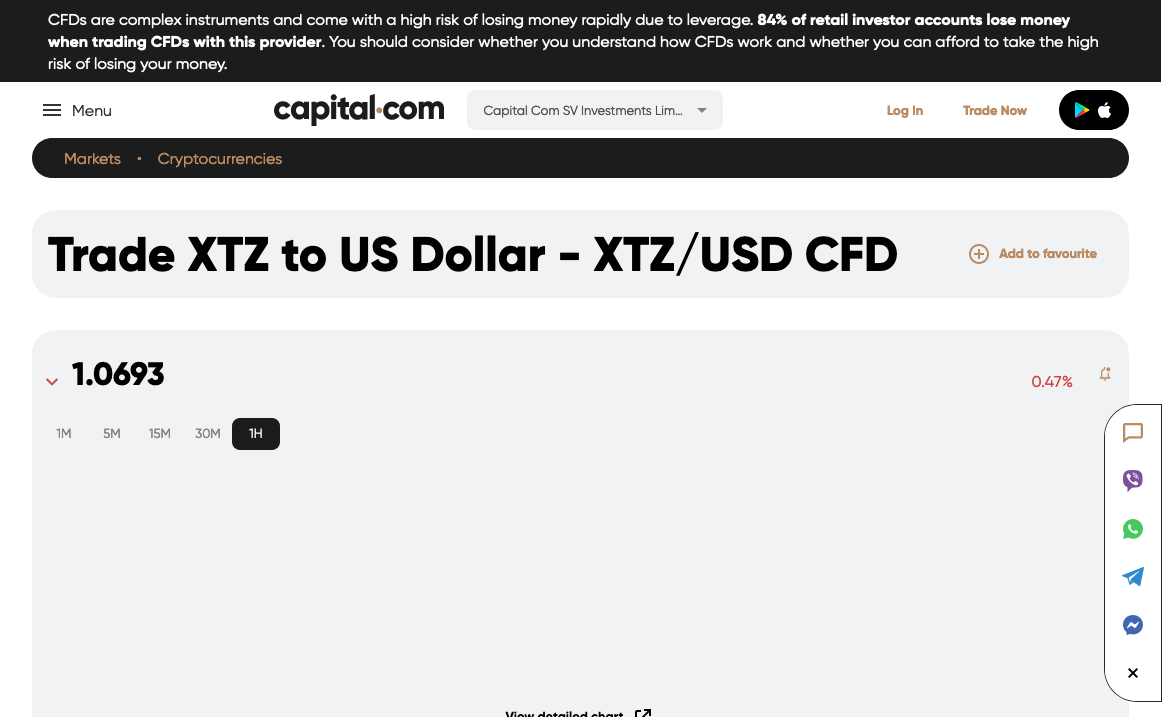 CFDs are complex instruments and come with a high risk of losing money rapidly due to leverage. 84% of retail investor accounts lose money
when trading CFDs with this provider. You should consider whether you understand how CFDs work and whether you can afford to take the high
risk of losing your money.
Menu
capital.com
Capital Com SV Investments Lim...
Log In
Trade Now
Markets • Cryptocurrencies
Trade XTZ to US Dollar - XTZ/USD CFD
Add to favourite
1.0693
0.47%
1M 5M 15M 30M 1H
View detailed chart